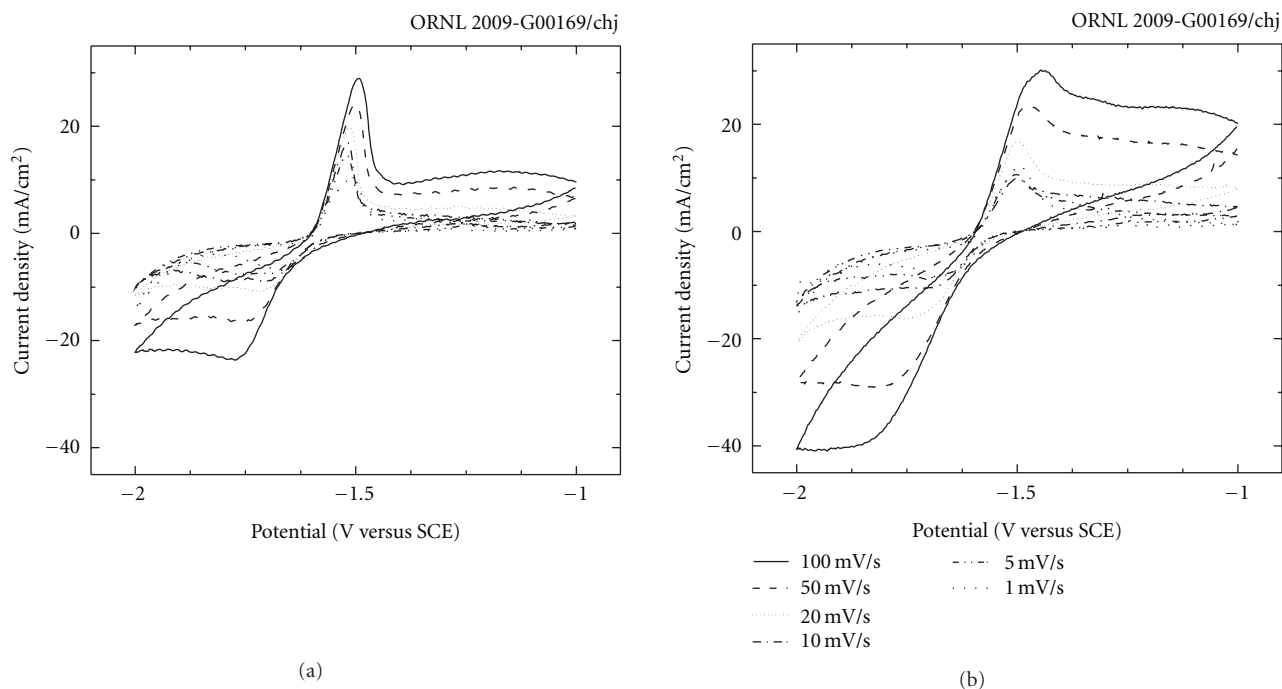 ORNL 2009-G00169/chj
20
0
−20
−40
Current density (mA/cm²)
−2
−1.5
−1
Potential (V versus SCE)
(a)
ORNL 2009-G00169/chj
20
0
−20
−40
Current density (mA/cm²)
−2
−1.5
−1
Potential (V versus SCE)
100 mV/s
50 mV/s
20 mV/s
10 mV/s
5 mV/s
1 mV/s
(b)